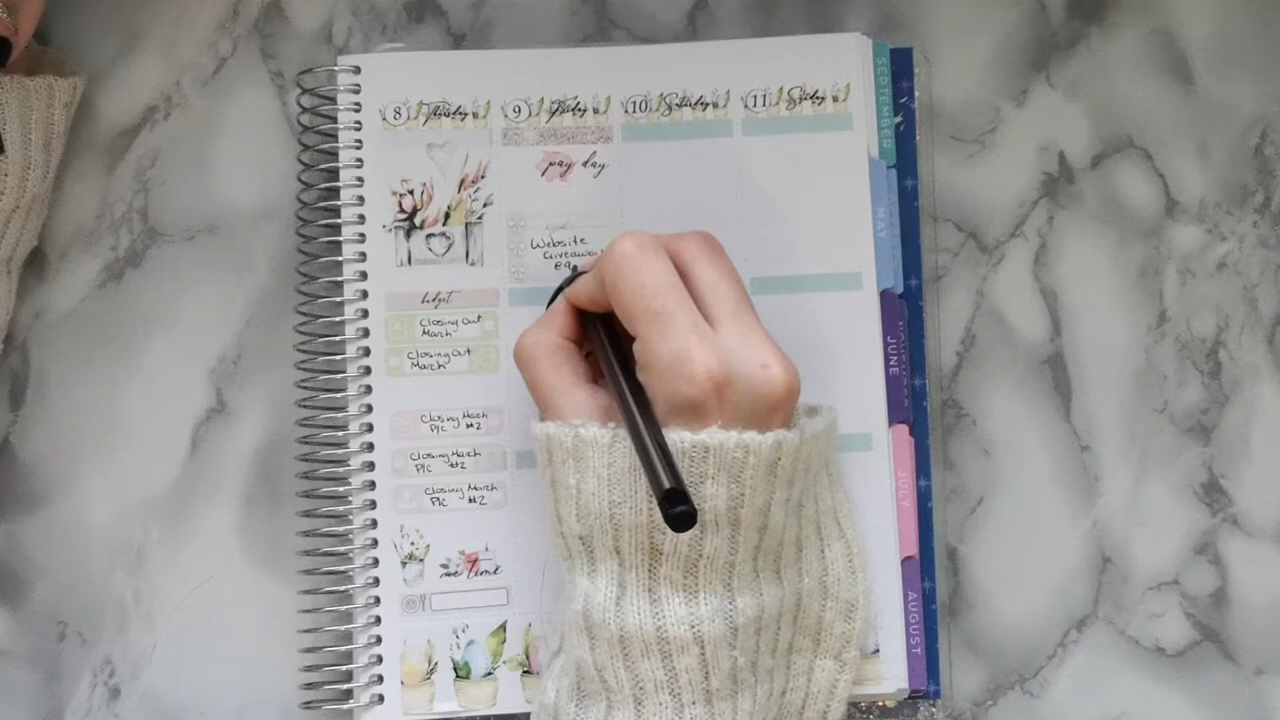 8 Thursday
9 Friday
10 Saturday
11 Sunday
pay day
Website
Giveaway
budget
Closing Out
March
Closing Out
March
Closing March
P/C #2
Closing March
P/C #2
Closing March
P/C #2
me time
SEPTEMBER
MAY
JUNE
JULY
AUGUST